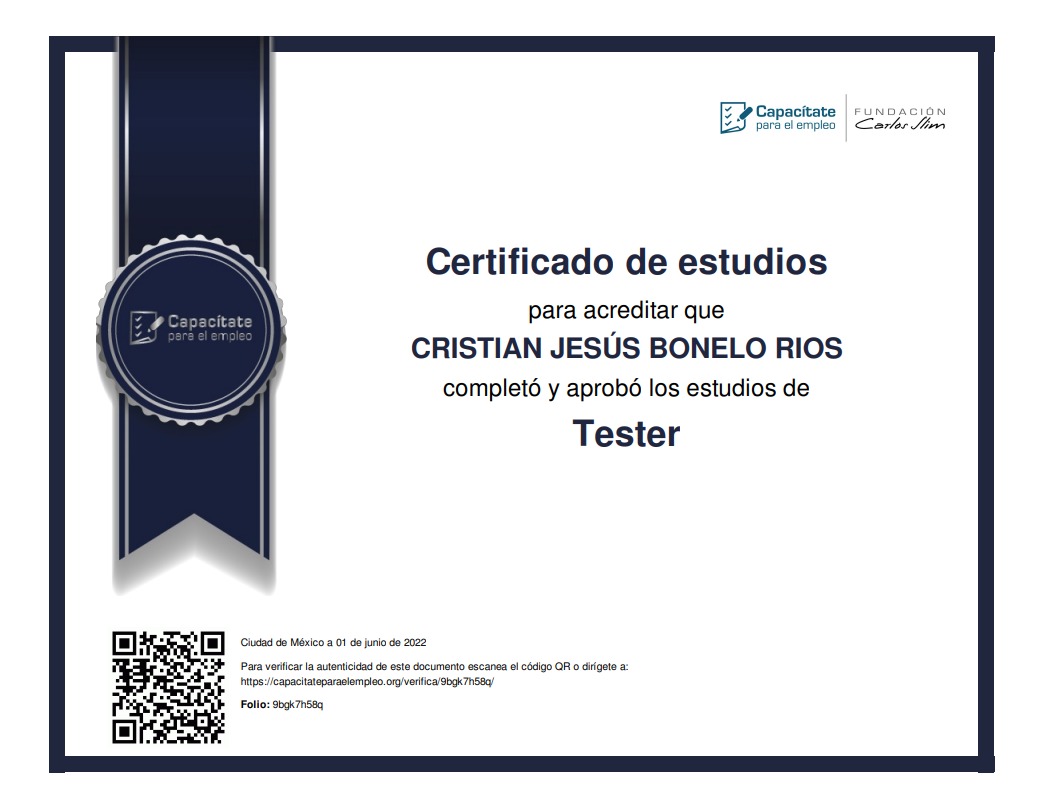 Capacítate
para el empleo
FUNDACIÓN
Carlos Slim
Certificado de estudios
para acreditar que
CRISTIAN JESÚS BONELO RIOS
completó y aprobó los estudios de
Tester
Capacítate
para el empleo
Ciudad de México a 01 de junio de 2022
Para verificar la autenticidad de este documento escanea el código QR o dirígete a:
https://capacitateparaelempleo.org/verifica/9bgk7h58q/
Folio: 9bgk7h58q